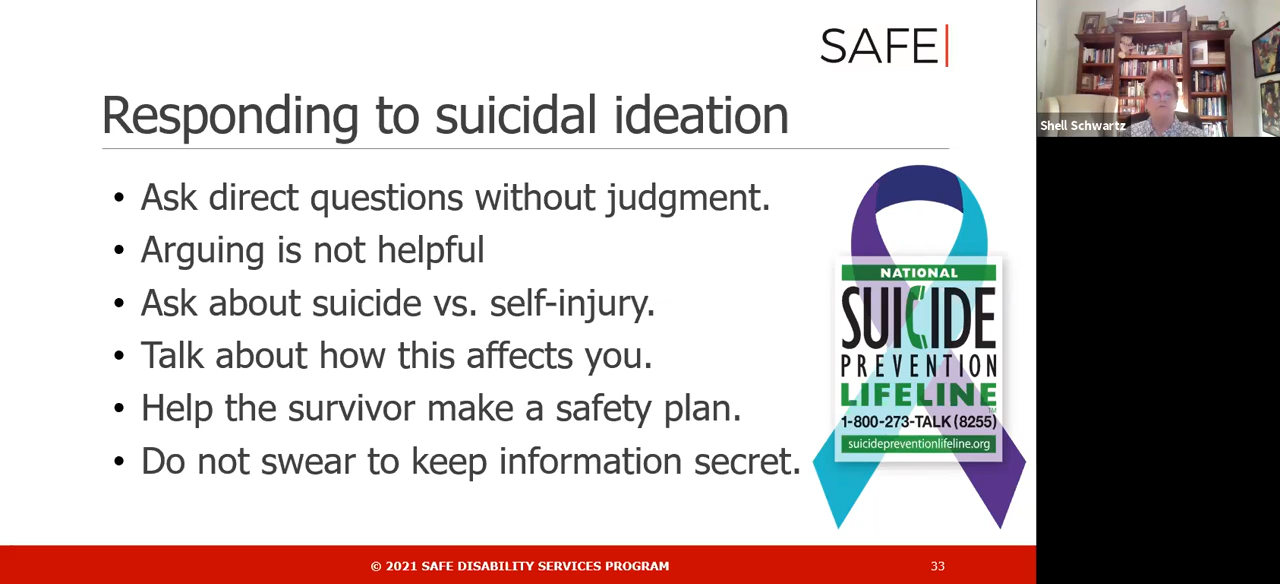 SAFE
Responding to suicidal ideation
• Ask direct questions without judgment.
• Arguing is not helpful
• Ask about suicide vs. self-injury.
• Talk about how this affects you.
• Help the survivor make a safety plan.
• Do not swear to keep information secret.
NATIONAL
SUICIDE
PREVENTION
LIFELINE™
1-800-273-TALK (8255)
suicidepreventionlifeline.org
© 2021 SAFE DISABILITY SERVICES PROGRAM
33
Shell Schwartz